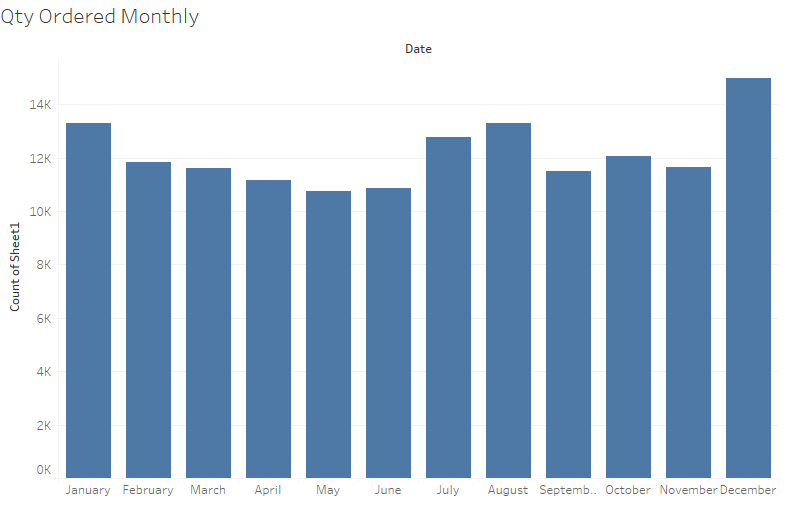 Qty Ordered Monthly
Date
Count of Sheet1
14K
12K
10K
8K
6K
4K
2K
0K
January February March April May June July August Septemb.. October November December